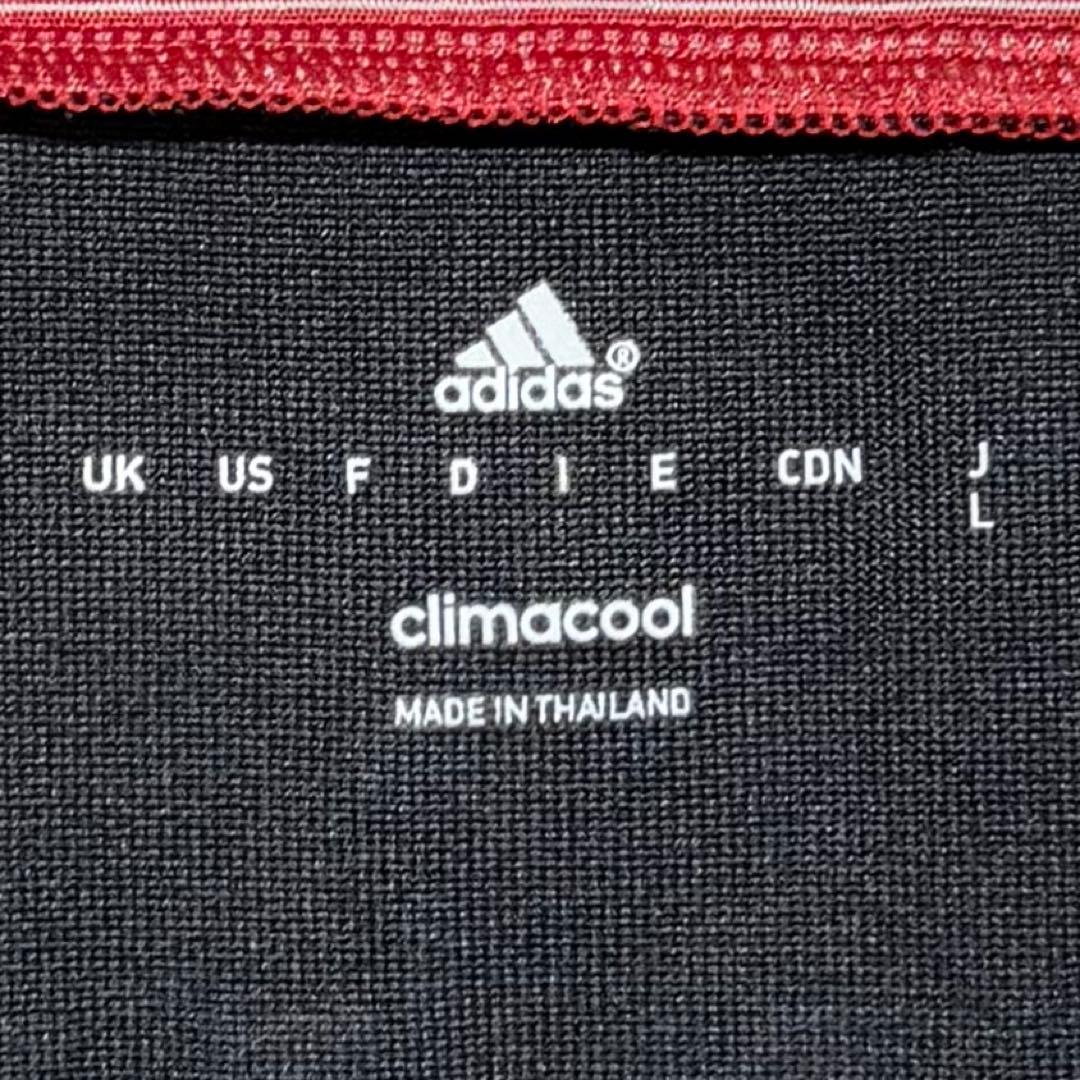 adidas®
UK US F D I E CDN J
L
climacool
MADE IN THAILAND